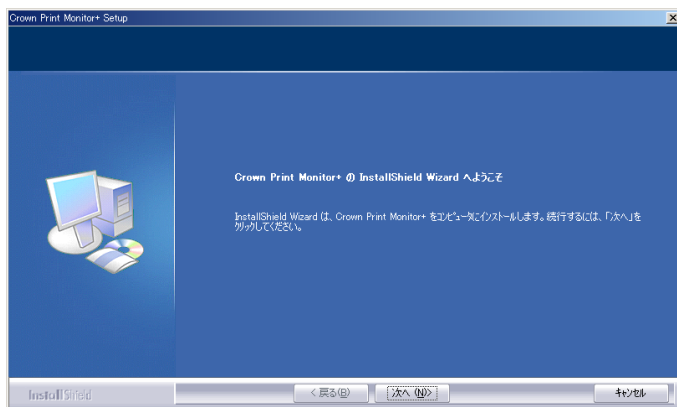 Crown Print Monitor+ Setup
Crown Print Monitor+ の InstallShield Wizard へようこそ
InstallShield Wizard は、Crown Print Monitor+ をコンピュータにインストールします。続行するには、「次へ」を
クリックしてください。
InstallShield
< 戻る(B)
次へ (N)>
キャンセル